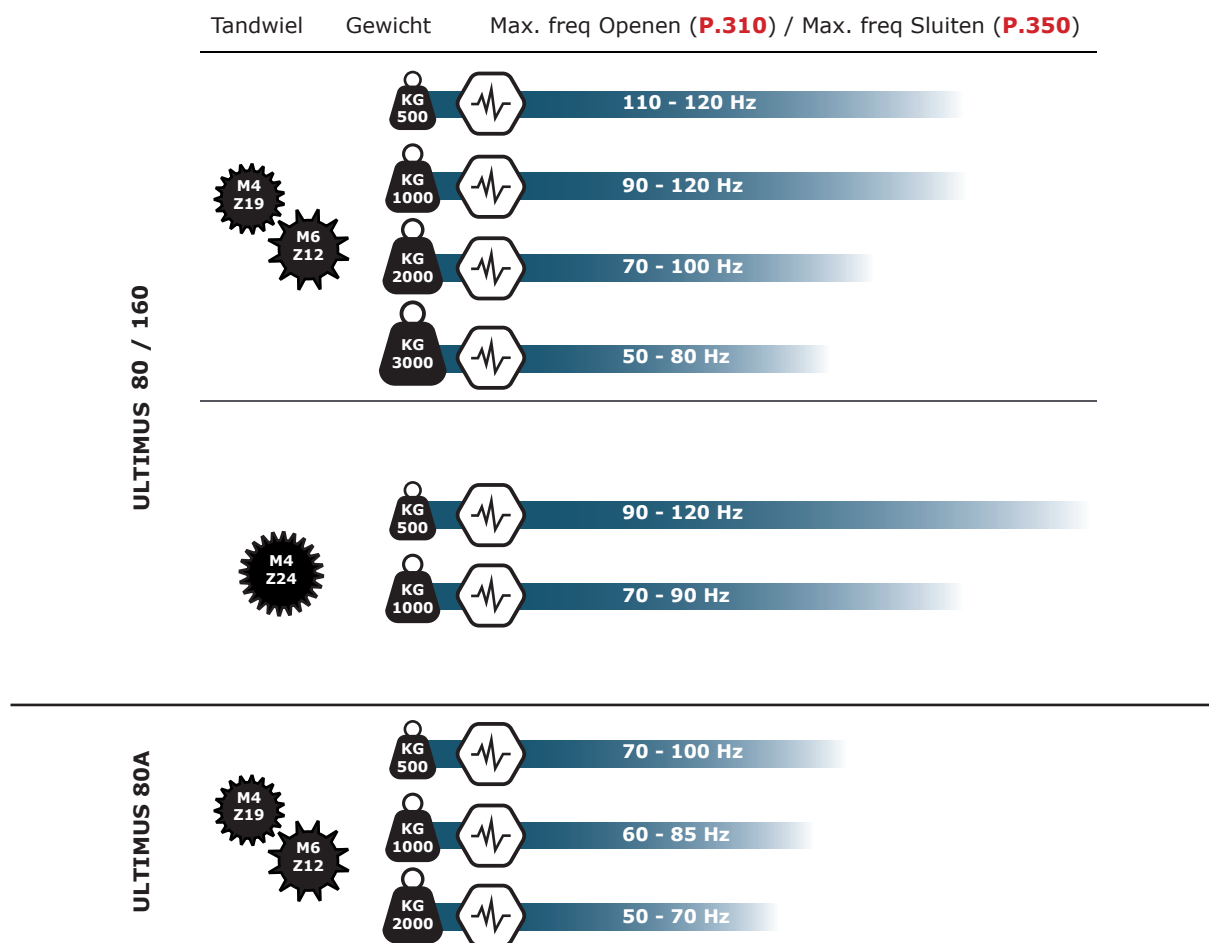 Tandwiel Gewicht Max. freq Openen (P.310) / Max. freq Sluiten (P.350)
ULTIMUS 80 / 160
M4
Z19
M6
Z12
KG
500
110 - 120 Hz
KG
1000
90 - 120 Hz
KG
2000
70 - 100 Hz
KG
3000
50 - 80 Hz
M4
Z24
KG
500
90 - 120 Hz
KG
1000
70 - 90 Hz
ULTIMUS 80A
M4
Z19
M6
Z12
KG
500
70 - 100 Hz
KG
1000
60 - 85 Hz
KG
2000
50 - 70 Hz